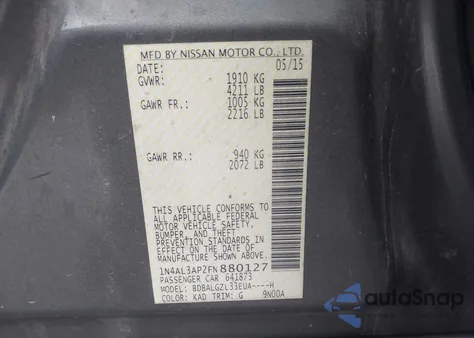 MFD BY NISSAN MOTOR CO., LTD.
DATE: 05/15
GVWR: 1910 KG
4211 LB
GAWR FR.: 1005 KG
2216 LB
GAWR RR.: 940 KG
2072 LB
THIS VEHICLE CONFORMS TO
ALL APPLICABLE FEDERAL
MOTOR VEHICLE SAFETY,
BUMPER, AND THEFT
PREVENTION STANDARDS
IN EFFECT ON THE DATE OF
MANUFACTURE SHOWN ABOVE.
1N4AL3AP2FN880127
PASSENGER CAR 641873
MODEL: BDBALGZL33EUA----H
COLOR: KAD TRIM: G 9N00A
autoSnap